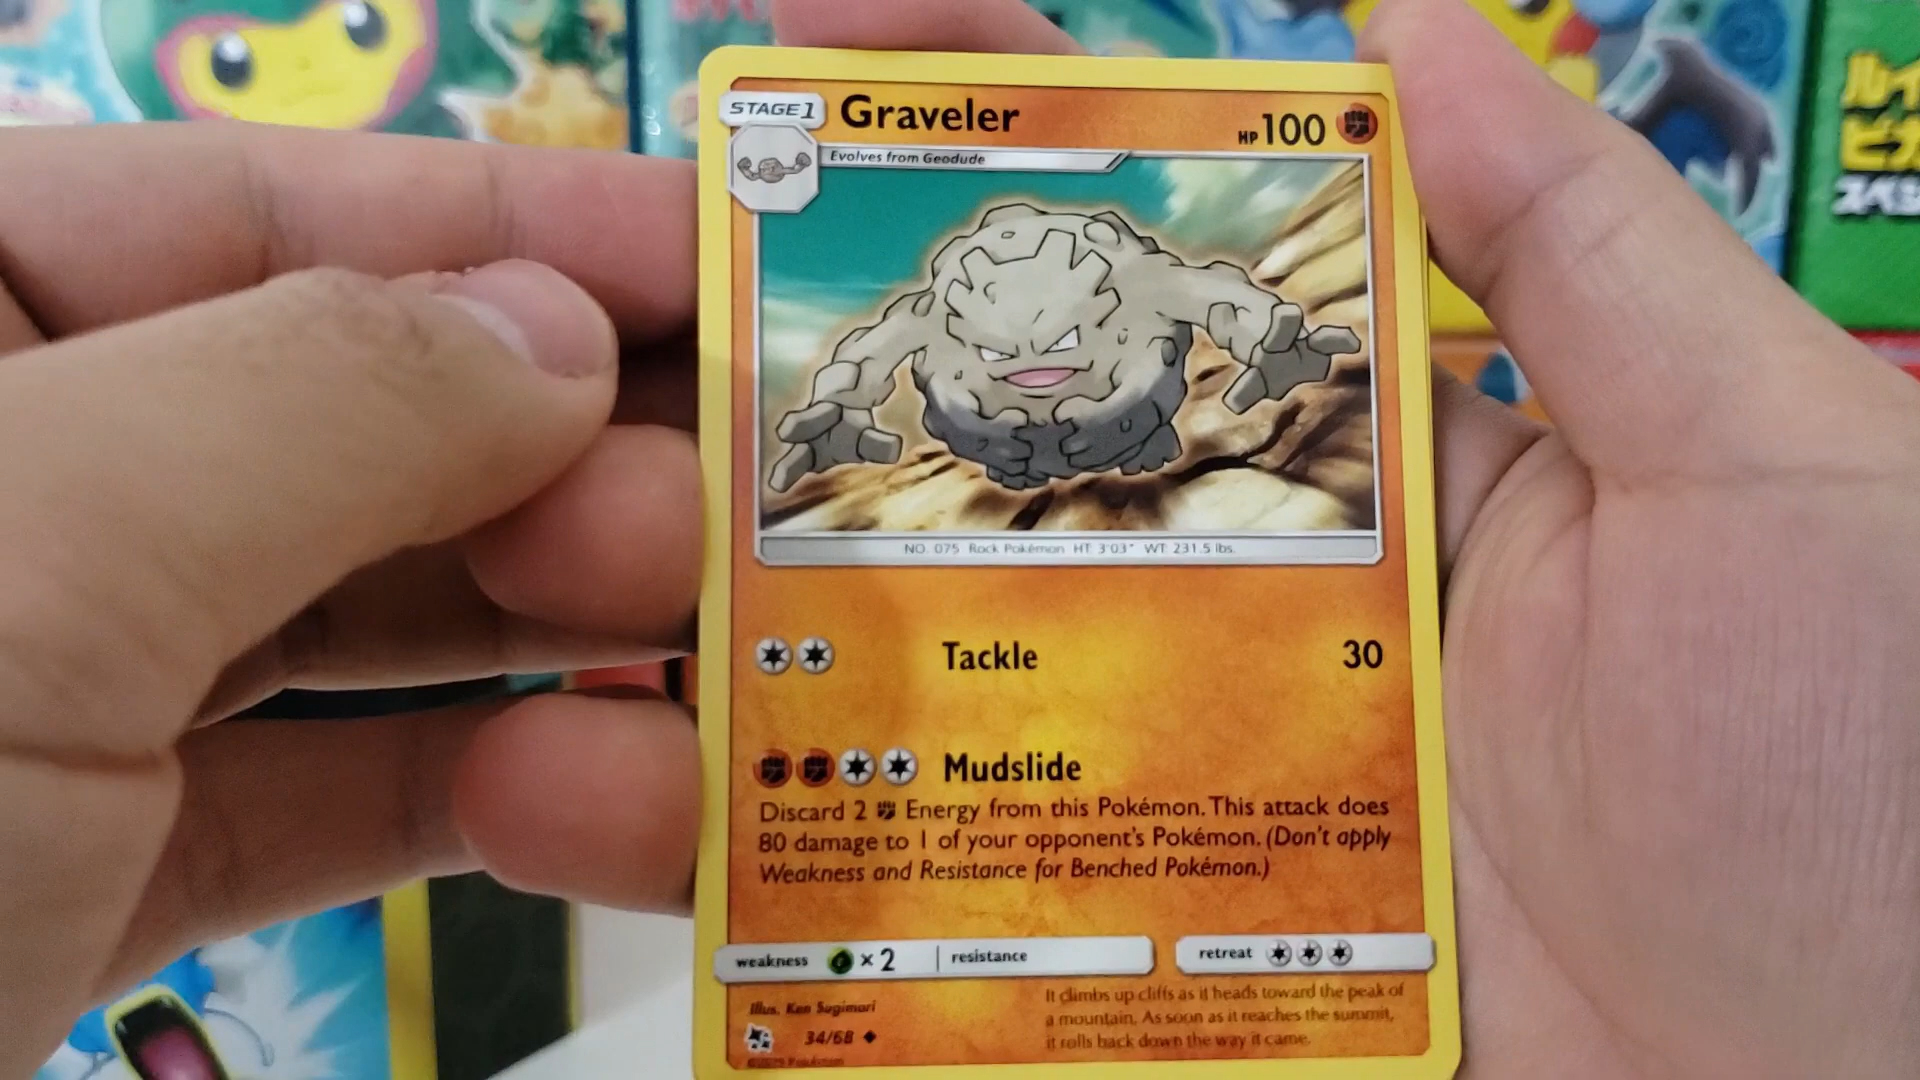 STAGE1 Graveler HP 100
Evolves from Geodude
NO. 075 Rock Pokémon HT: 3'03" WT: 231.5 lbs.
Tackle 30
Mudslide
Discard 2 Energy from this Pokémon. This attack does
80 damage to 1 of your opponent's Pokémon. (Don't apply
Weakness and Resistance for Benched Pokémon.)
weakness ×2 resistance
retreat
Illus. Ken Sugimori
34/68
©2019 Pokémon
It climbs up cliffs as it heads toward the peak of
a mountain. As soon as it reaches the summit,
it rolls back down the way it came.